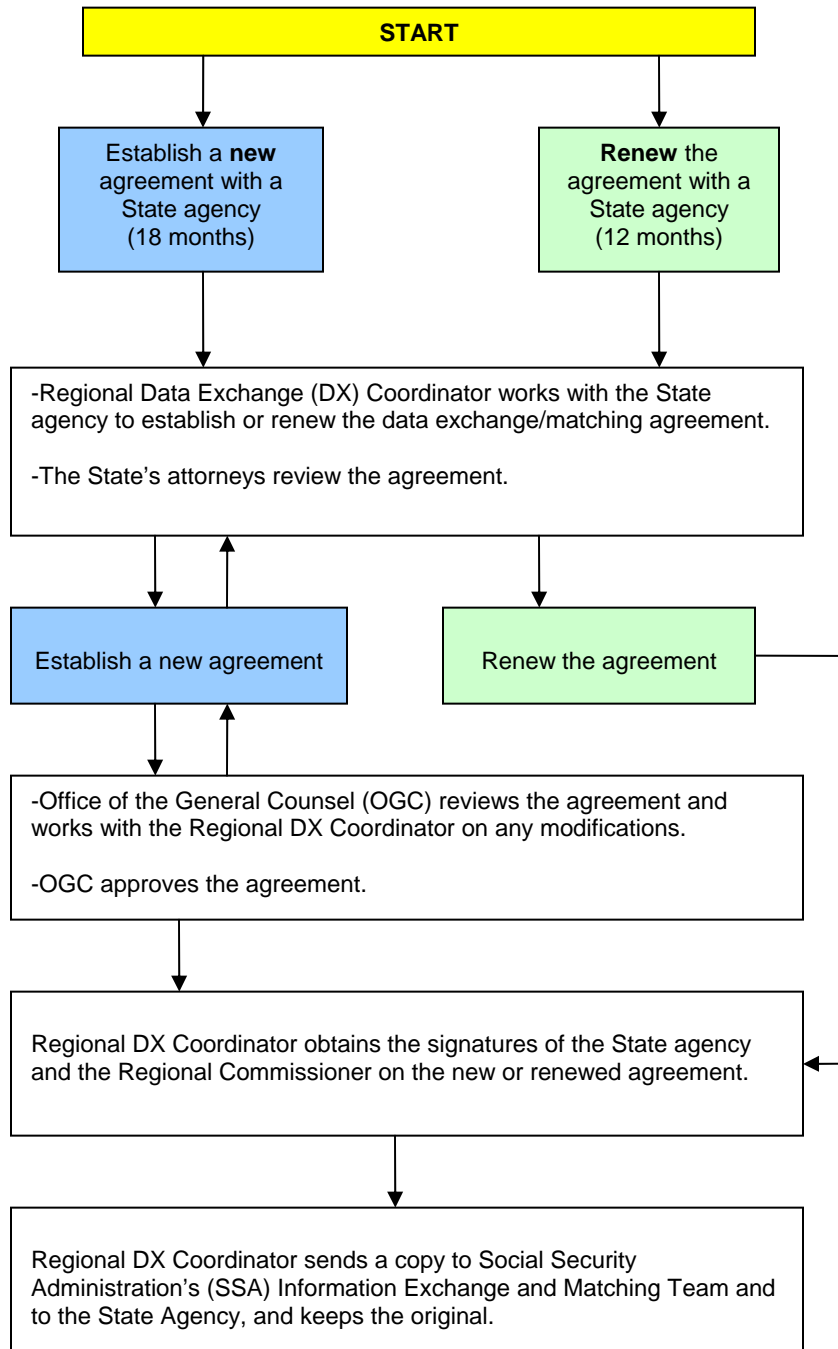 START
Establish a new
agreement with a
State agency
(18 months)
Renew the
agreement with a
State agency
(12 months)
-Regional Data Exchange (DX) Coordinator works with the State
agency to establish or renew the data exchange/matching agreement.
-The State’s attorneys review the agreement.
Establish a new agreement
Renew the agreement
-Office of the General Counsel (OGC) reviews the agreement and
works with the Regional DX Coordinator on any modifications.
-OGC approves the agreement.
Regional DX Coordinator obtains the signatures of the State agency
and the Regional Commissioner on the new or renewed agreement.
Regional DX Coordinator sends a copy to Social Security
Administration’s (SSA) Information Exchange and Matching Team and
to the State Agency, and keeps the original.